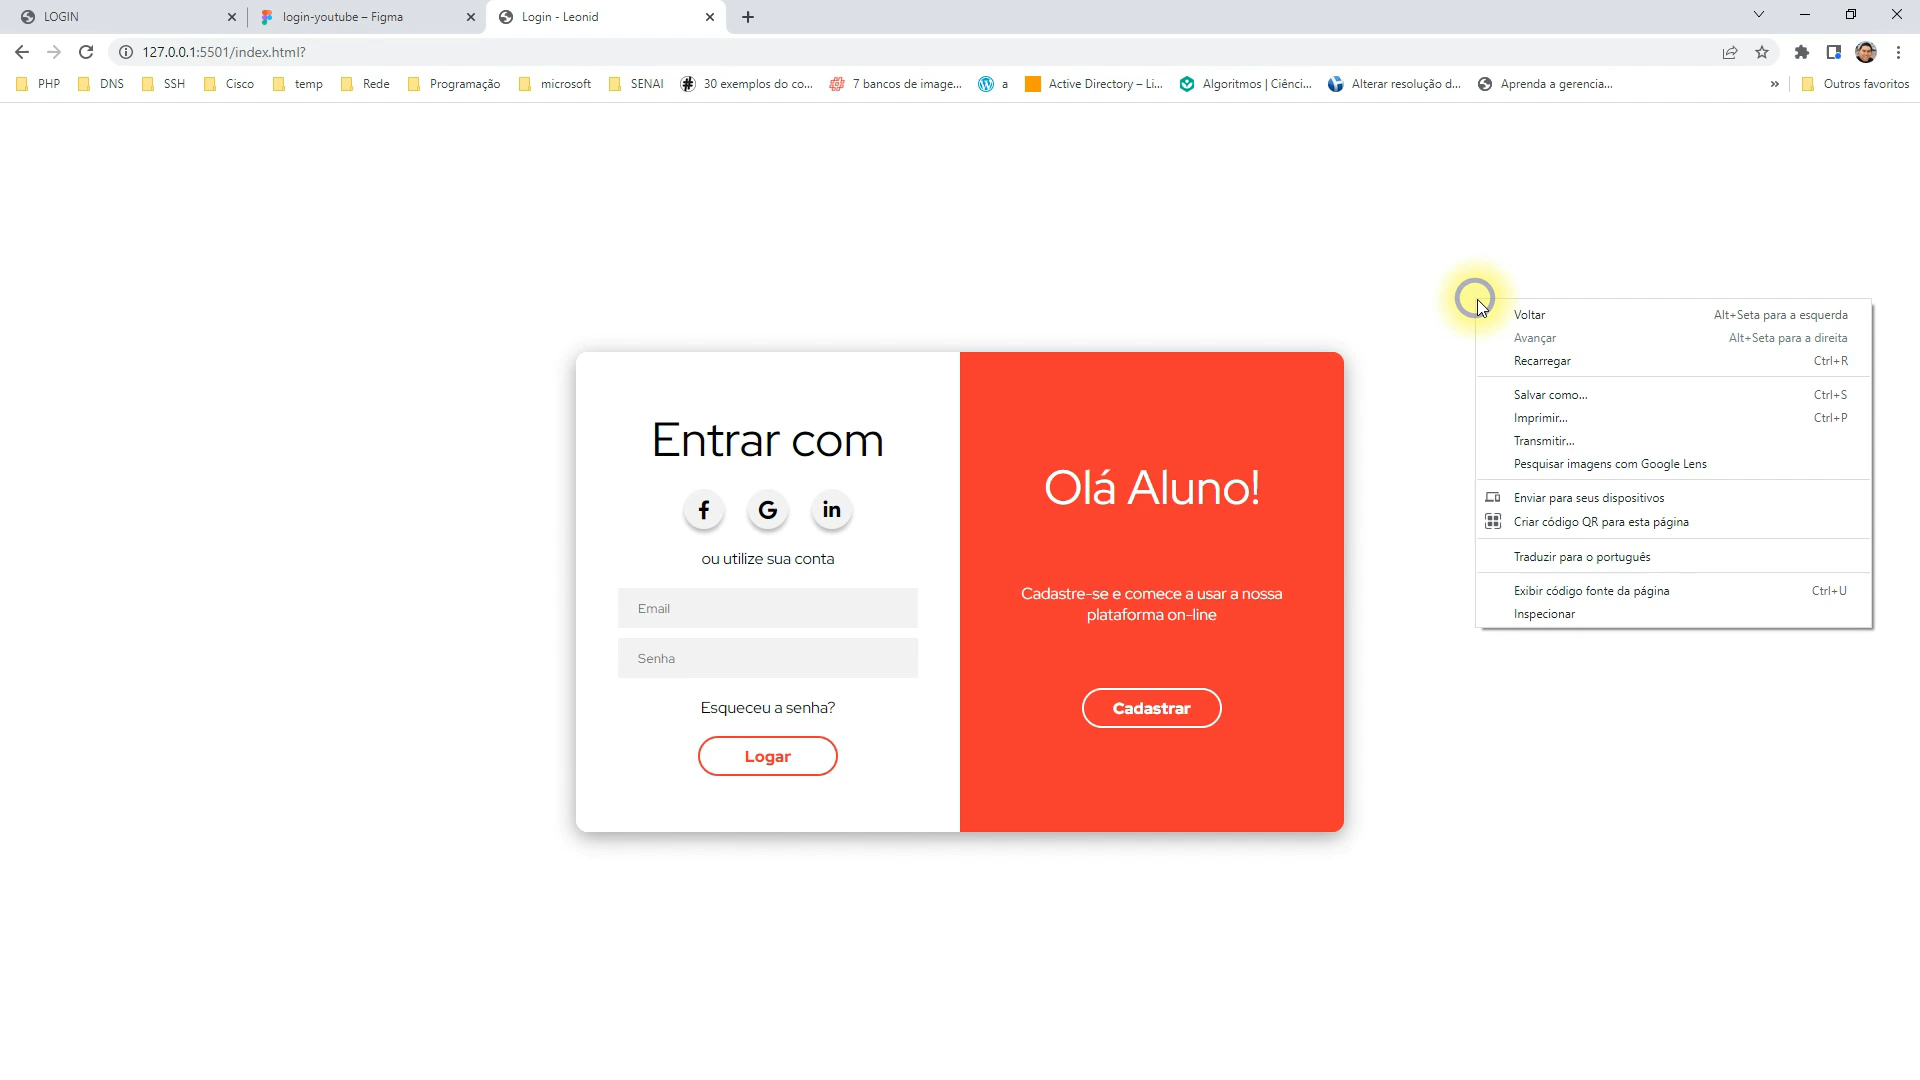 LOGIN
login-youtube – Figma
Login - Leonid
127.0.0.1:5501/index.html?
PHP
DNS
SSH
Cisco
temp
Rede
Programação
microsoft
SENAI
30 exemplos do co...
7 bancos de image...
a
Active Directory – Li...
Algoritmos | Ciênci...
Alterar resolução d...
Aprenda a gerencia...
»
Outros favoritos
Voltar Alt+Seta para a esquerda
Avançar Alt+Seta para a direita
Recarregar Ctrl+R
Salvar como... Ctrl+S
Imprimir... Ctrl+P
Transmitir...
Pesquisar imagens com Google Lens
Enviar para seus dispositivos
Criar código QR para esta página
Traduzir para o português
Exibir código fonte da página Ctrl+U
Inspecionar
Entrar com
f G in
ou utilize sua conta
Email
Senha
Esqueceu a senha?
Logar
Olá Aluno!
Cadastre-se e comece a usar a nossa
plataforma on-line
Cadastrar